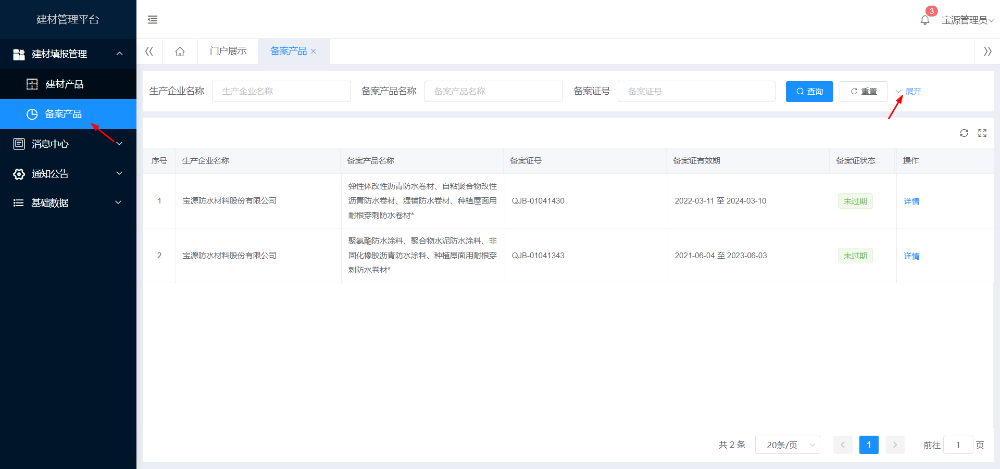 建材管理平台
3
宝源管理员
建材填报管理
建材产品
备案产品
消息中心
通知公告
基础数据
门户展示
备案产品
生产企业名称 生产企业名称 备案产品名称 备案产品名称 备案证号 备案证号 查询 重置 展开
序号 生产企业名称 备案产品名称 备案证号 备案证有效期 备案证状态 操作
1 宝源防水材料股份有限公司
弹性体改性沥青防水卷材、自粘聚合物改性
沥青防水卷材、湿铺防水卷材、种植屋面用
耐根穿刺防水卷材*
QJB-01041430 2022-03-11 至 2024-03-10 未过期 详情
2 宝源防水材料股份有限公司
聚氨酯防水涂料、聚合物水泥防水涂料、非
固化橡胶沥青防水涂料、种植屋面用耐根穿
刺防水卷材*
QJB-01041343 2021-06-04 至 2023-06-03 未过期 详情
共 2 条 20条/页 1 前往 1 页